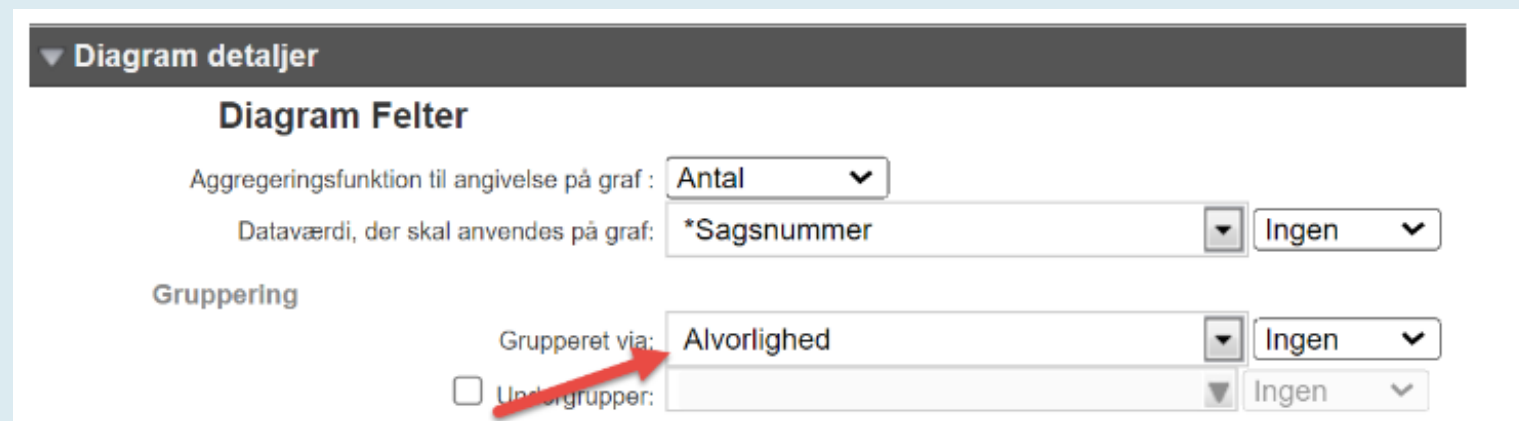 Diagram detaljer
Diagram Felter
Aggregeringsfunktion til angivelse på graf : Antal
Dataværdi, der skal anvendes på graf: *Sagsnummer Ingen
Gruppering
Grupperet via: Alvorlighed Ingen
Undergrupper: Ingen